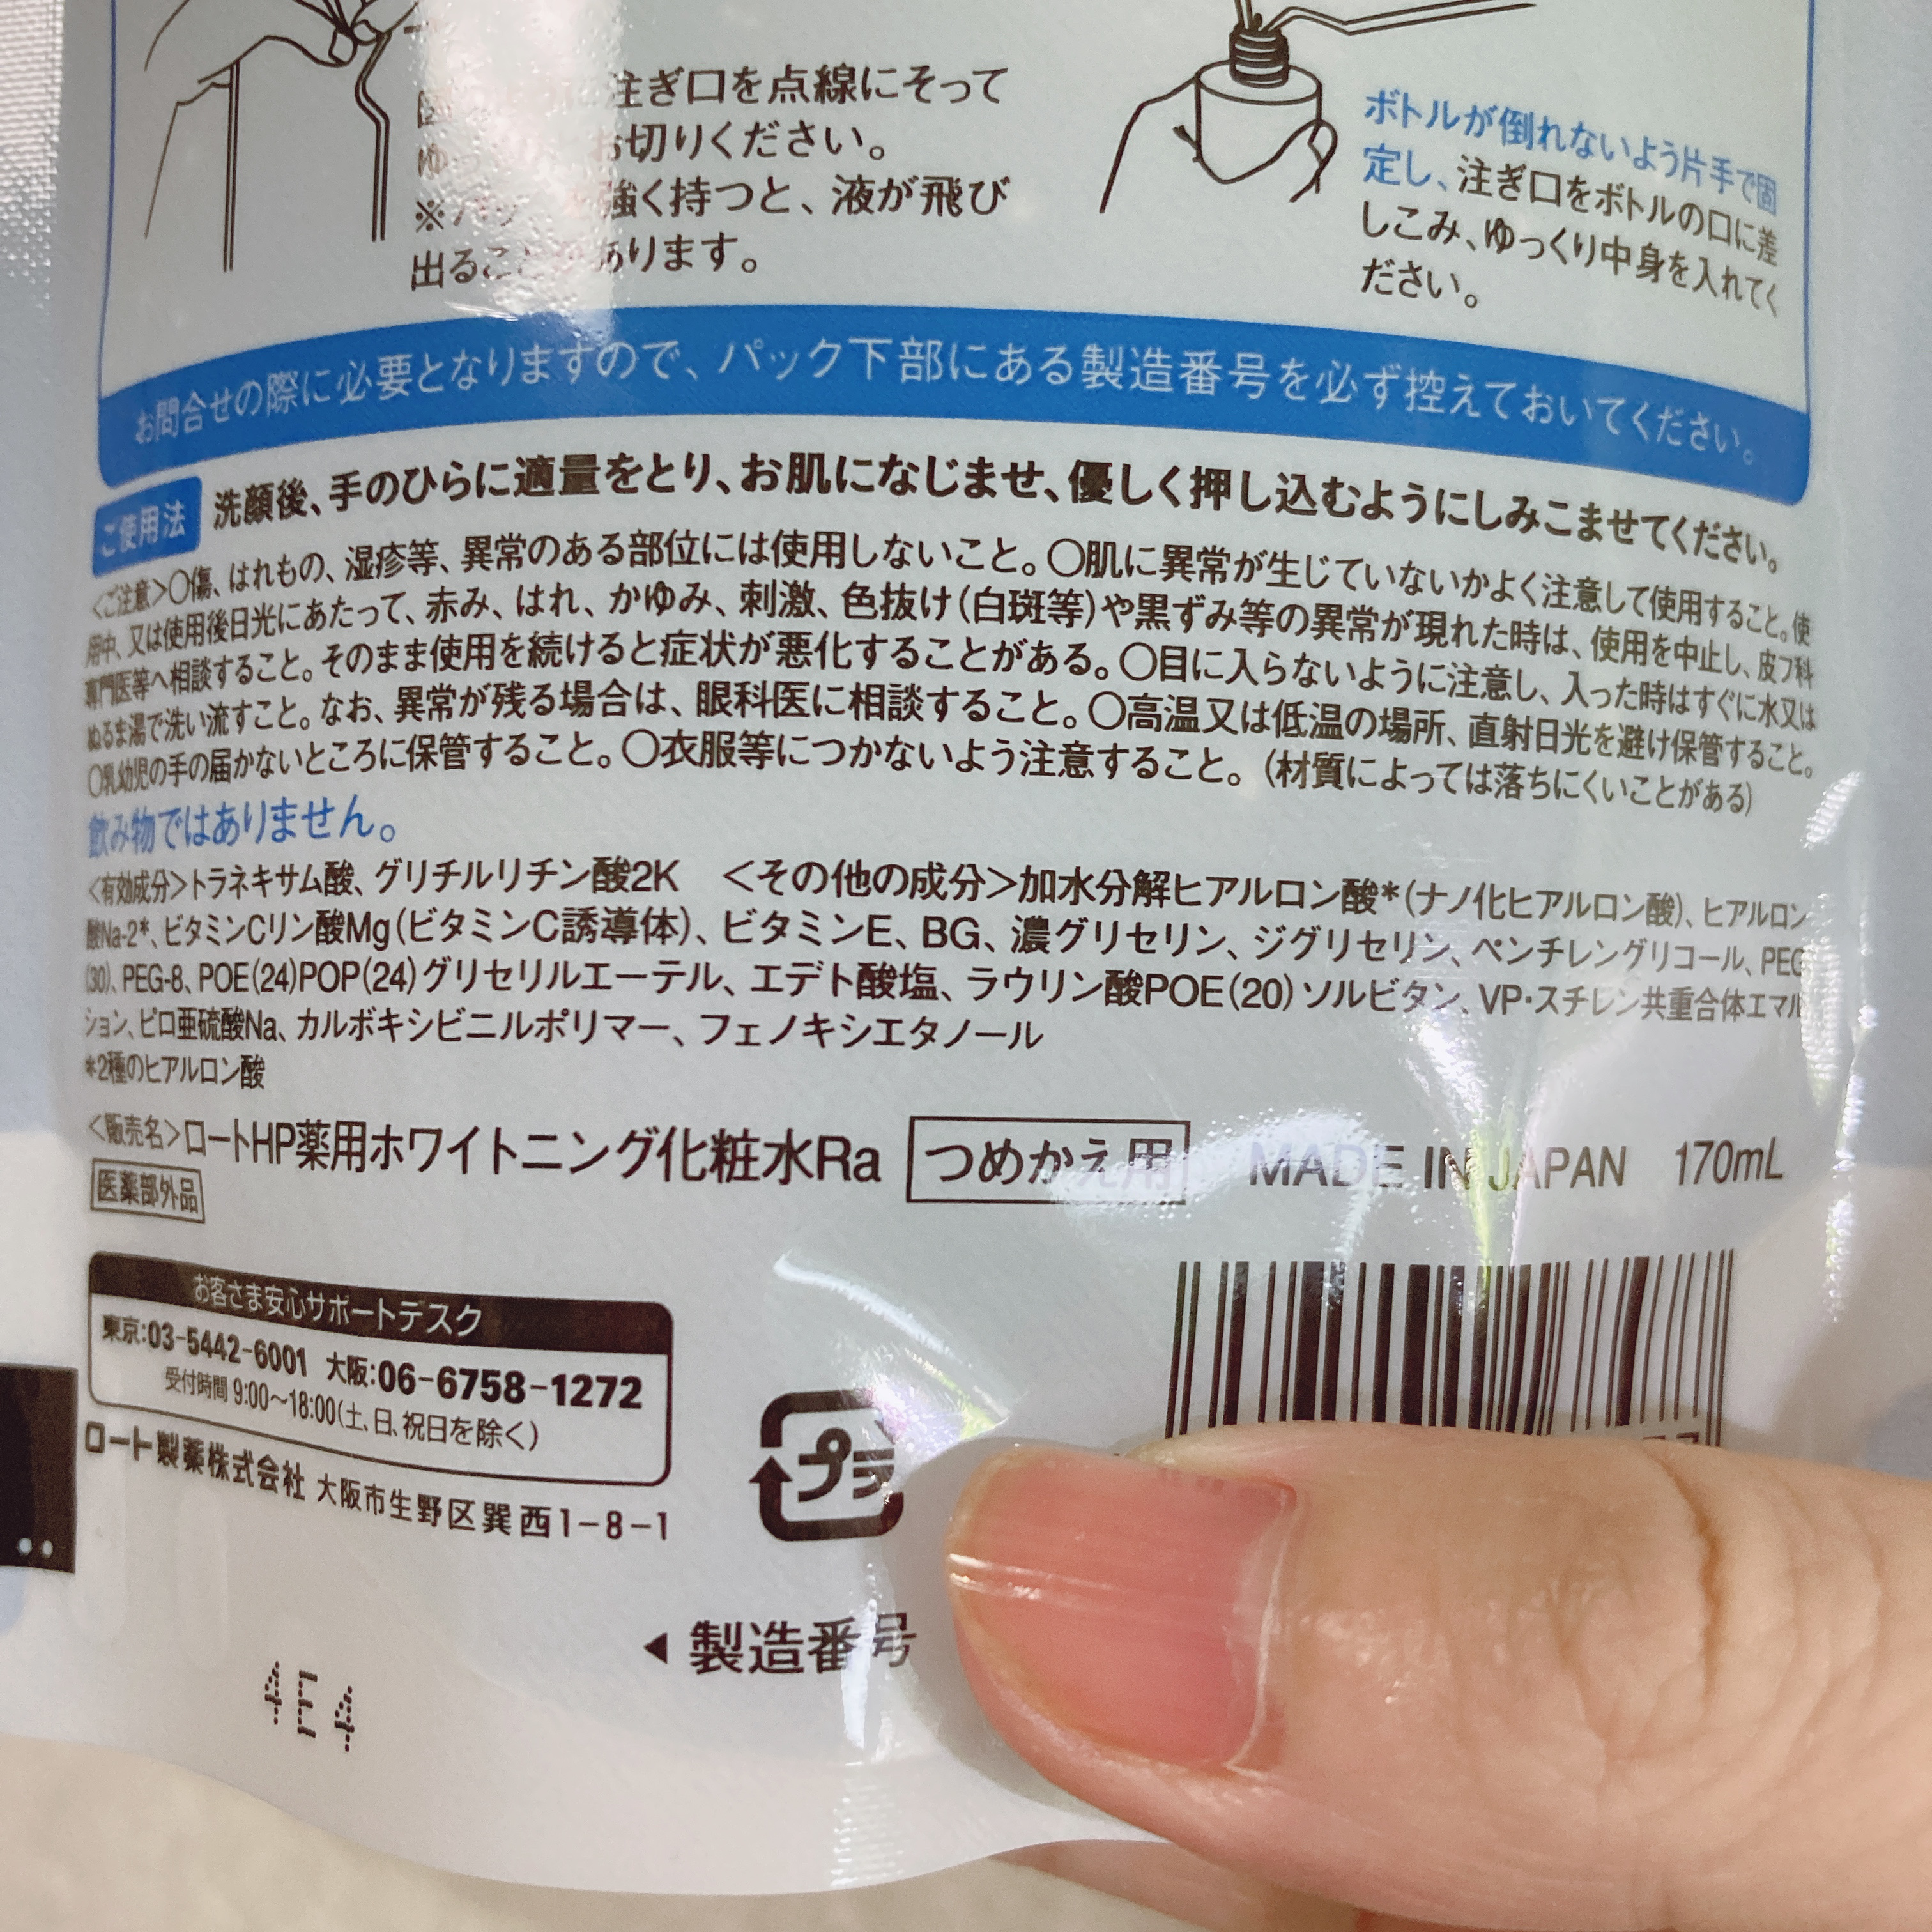 注ぎ口を点線にそって
お切りください。
強く持つと、液が飛び
出るこ あります。
ボトルが倒れないよう片手で固
定し、注ぎ口をボトルの口に差
しこみ、ゆっくり中身を入れてく
ださい。
お問合せの際に必要となりますので、パック下部にある製造番号を必ず控えておいてください。
ご使用法 洗顔後、手のひらに適量をとり、お肌になじませ、優しく押し込むようにしみこませてください。
<ご注意>○傷、はれもの、湿疹等、異常のある部位には使用しないこと。○肌に異常が生じていないかよく注意して使用すること。使
用中、又は使用後日光にあたって、赤み、はれ、かゆみ、刺激、色抜け(白斑等)や黒ずみ等の異常が現れた時は、使用を中止し、皮フ科
専門医等へ相談すること。そのまま使用を続けると症状が悪化することがある。○目に入らないように注意し、入った時はすぐに水又は
ぬるま湯で洗い流すこと。なお、異常が残る場合は、眼科医に相談すること。○高温又は低温の場所、直射日光を避け保管すること。
○乳幼児の手の届かないところに保管すること。○衣服等につかないよう注意すること。(材質によっては落ちにくいことがある)
飲み物ではありません。
<有効成分>トラネキサム酸、グリチルリチン酸2K <その他の成分>加水分解ヒアルロン酸*(ナノ化ヒアルロン酸)、ヒアルロン
酸Na-2*、ビタミンCリン酸Mg(ビタミンC誘導体)、ビタミンE、BG、濃グリセリン、ジグリセリン、ペンチレングリコール、PEG
(30)、PEG-8、POE(24)POP(24)グリセリルエーテル、エデト酸塩、ラウリン酸POE(20)ソルビタン、VP・スチレン共重合体エマル
ション、ピロ亜硫酸Na、カルボキシビニルポリマー、フェノキシエタノール
*2種のヒアルロン酸
<販売名>ロートHP薬用ホワイトニング化粧水Ra つめかえ用 MADE IN JAPAN 170mL
医薬部外品
お客さま安心サポートデスク
東京:03-5442-6001 大阪:06-6758-1272
受付時間 9:00〜18:00(土、日、祝日を除く)
ロート製薬株式会社 大阪市生野区巽西1-8-1
プラ
◀ 製造番号
4E4